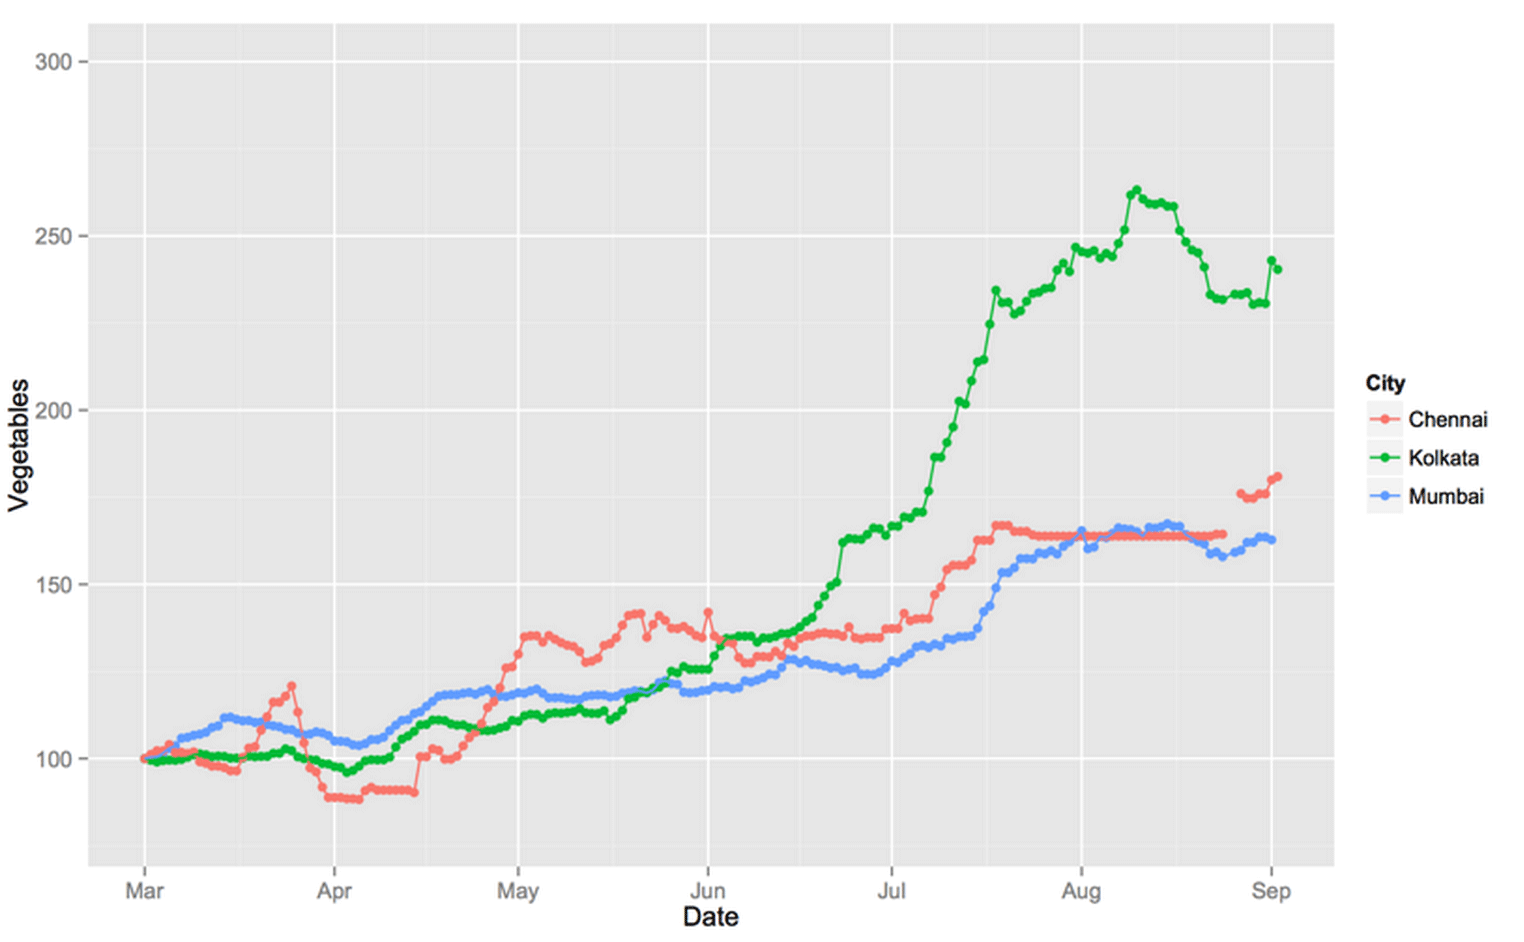 300
250
200
150
100
Vegetables
Mar Apr May Jun Jul Aug Sep
Date
City
Chennai
Kolkata
Mumbai